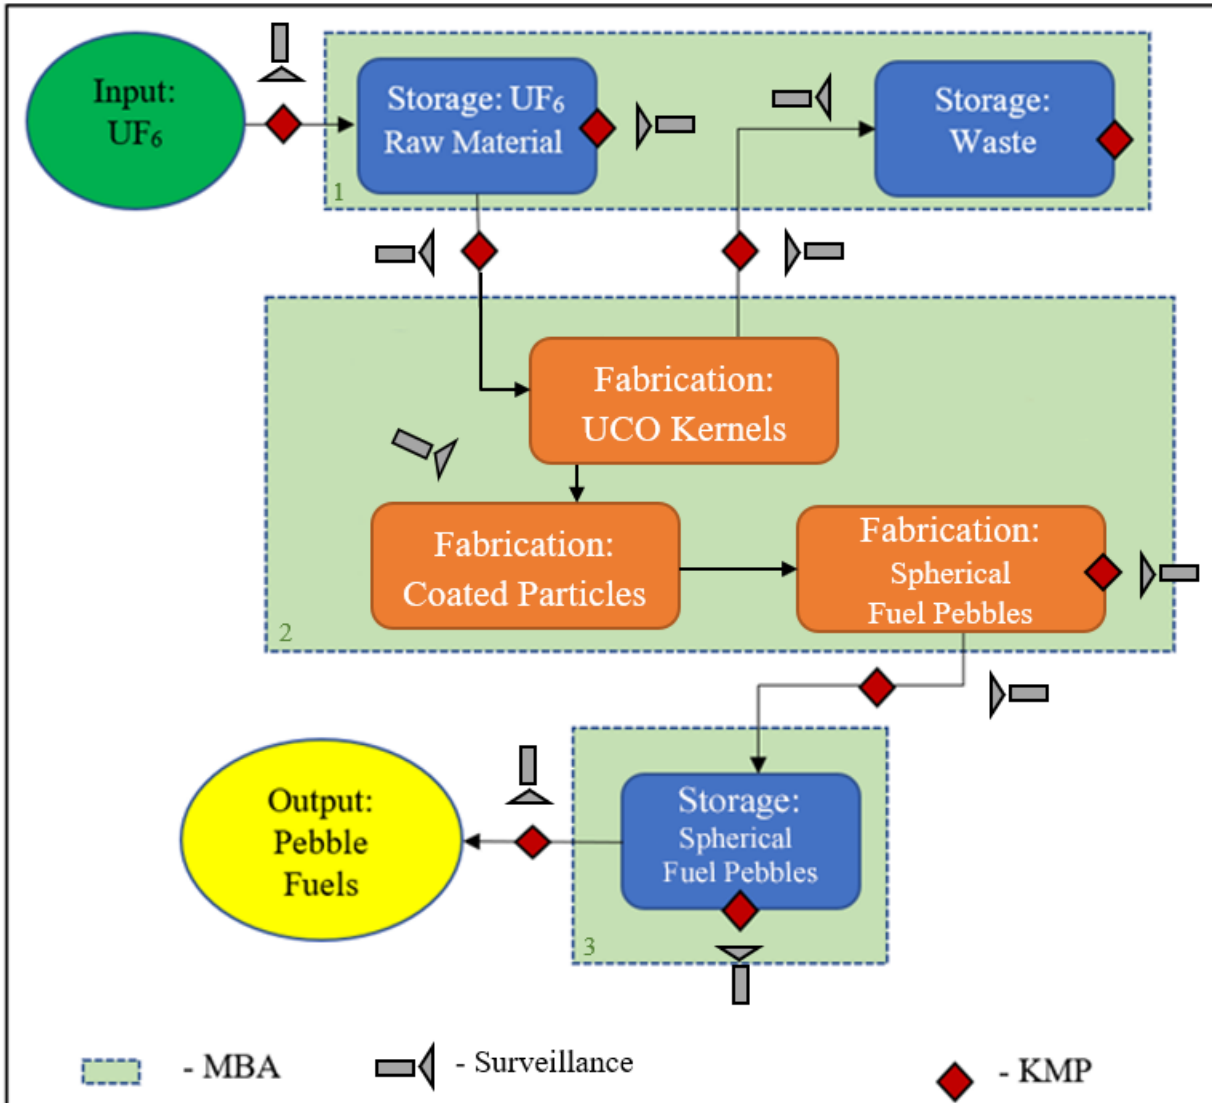 Input:
UF₆
Storage: UF₆
Raw Material
1
Storage:
Waste
Fabrication:
UCO Kernels
Fabrication:
Coated Particles
Fabrication:
Spherical
Fuel Pebbles
2
Storage:
Spherical
Fuel Pebbles
3
Output:
Pebble
Fuels
- MBA
- Surveillance
- KMP